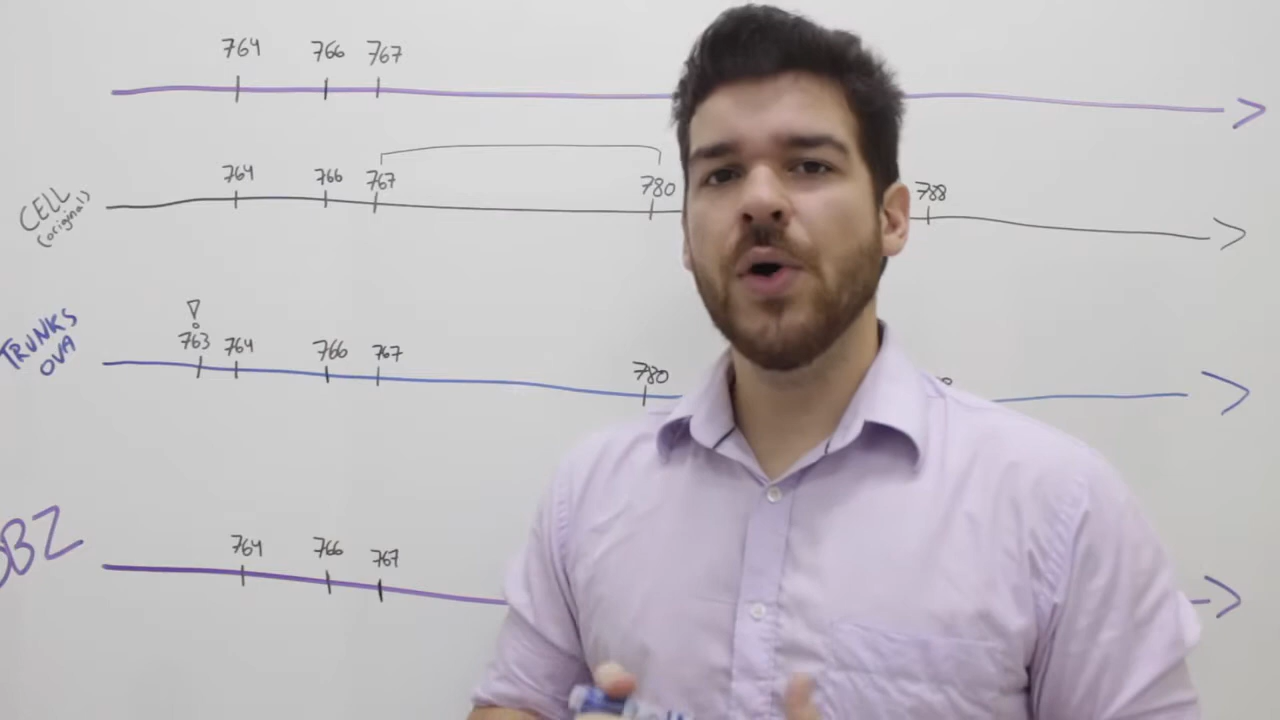 764 766 767
CELL
(original)
764 766 767 780 788
TRUNKS
OVA
763 764 766 767 780
DBZ
764 766 767